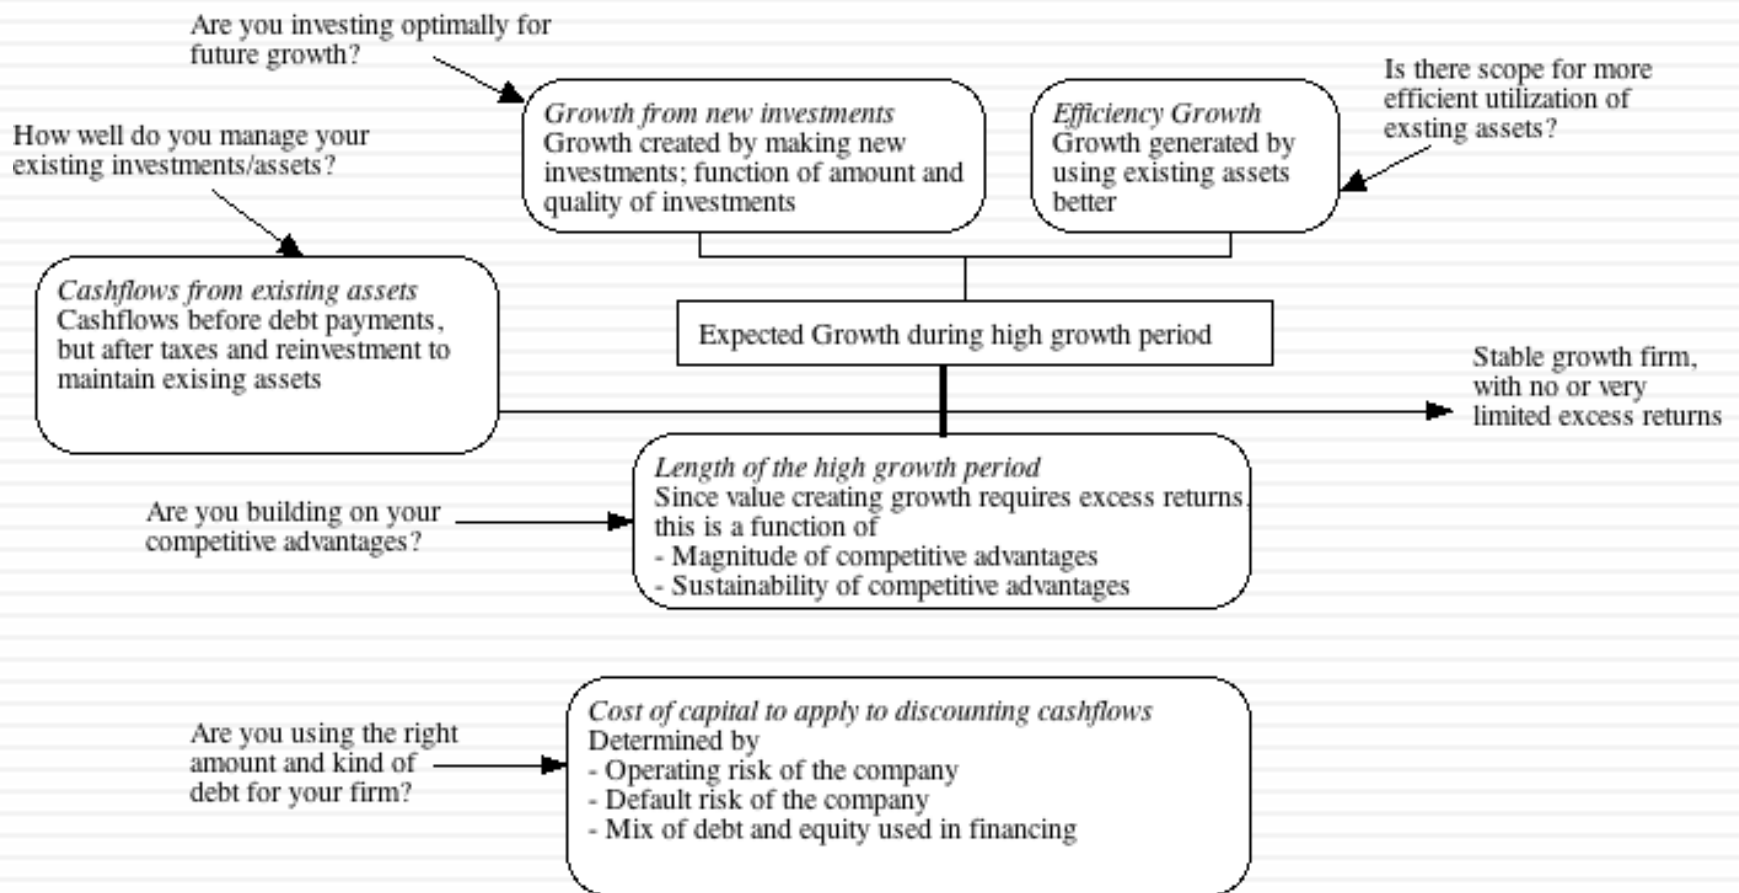 Are you investing optimally for
future growth?
How well do you manage your
existing investments/assets?
Growth from new investments
Growth created by making new
investments; function of amount and
quality of investments
Efficiency Growth
Growth generated by
using existing assets
better
Is there scope for more
efficient utilization of
exsting assets?
Cashflows from existing assets
Cashflows before debt payments,
but after taxes and reinvestment to
maintain exising assets
Expected Growth during high growth period
Stable growth firm,
with no or very
limited excess returns
Are you building on your
competitive advantages?
Length of the high growth period
Since value creating growth requires excess returns,
this is a function of
- Magnitude of competitive advantages
- Sustainability of competitive advantages
Are you using the right
amount and kind of
debt for your firm?
Cost of capital to apply to discounting cashflows
Determined by
- Operating risk of the company
- Default risk of the company
- Mix of debt and equity used in financing